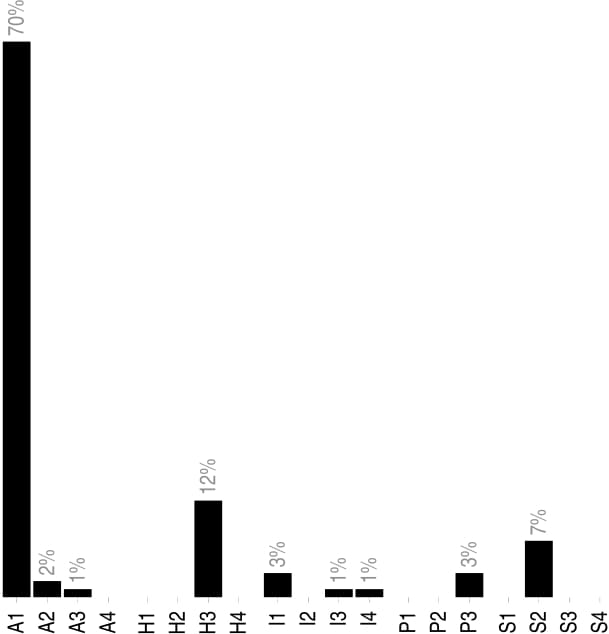 70%
2%
1%
12%
3%
1%
1%
3%
7%
A1
A2
A3
A4
H1
H2
H3
H4
I1
I2
I3
I4
P1
P2
P3
S1
S2
S3
S4